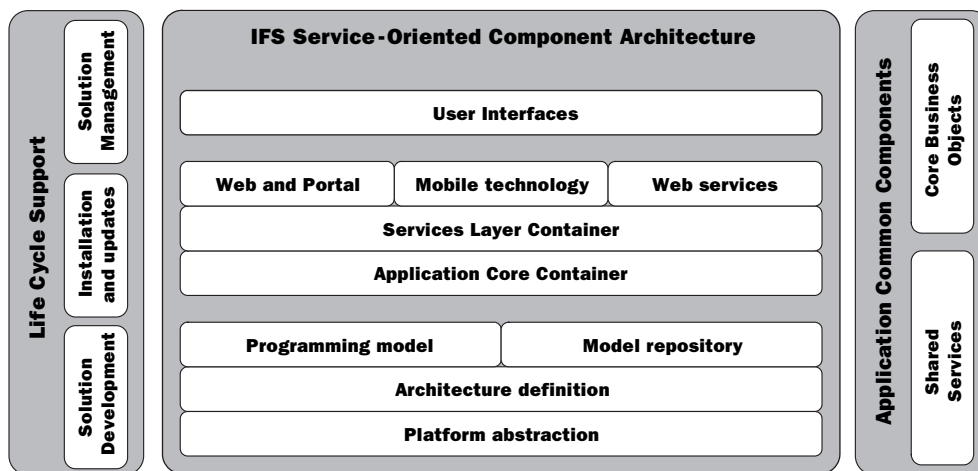 Life Cycle Support
Solution
Management
Installation
and updates
Solution
Development
IFS Service-Oriented Component Architecture
User Interfaces
Web and Portal
Mobile technology
Web services
Services Layer Container
Application Core Container
Programming model
Model repository
Architecture definition
Platform abstraction
Application Common Components
Core Business
Objects
Shared
Services